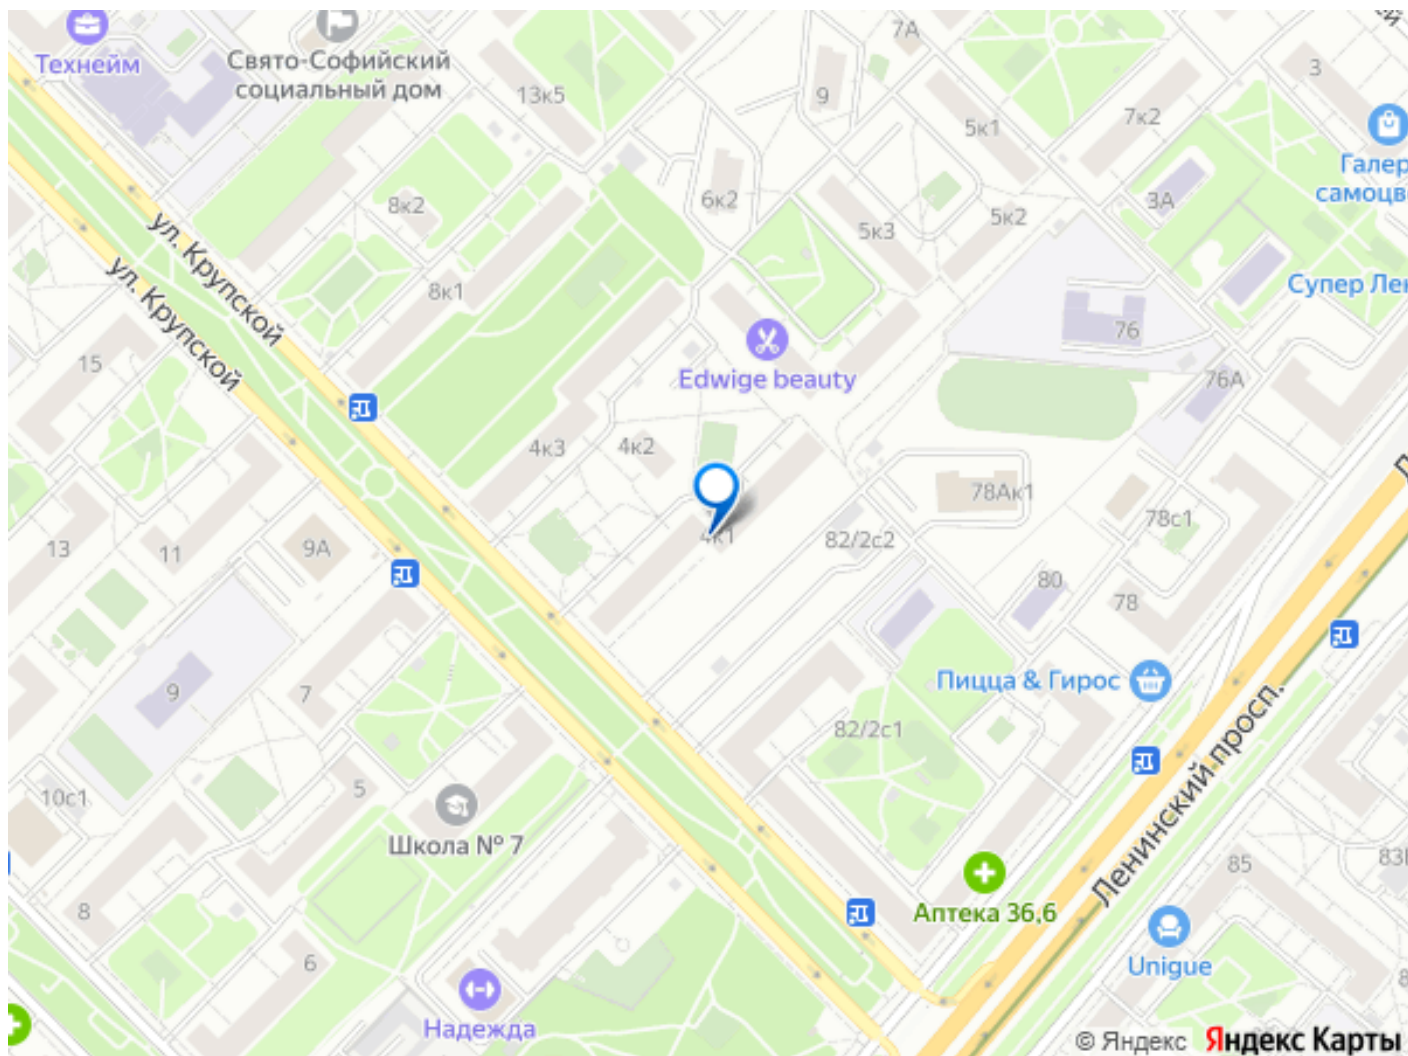 Технейм
Свято-Софийский
социальный дом
7А
3
13к5
9
5к1
7к2
Галер
самоцв
8к2
6к2
5к3
5к2
3А
ул. Крупской
ул. Крупской
8к1
Супер Лен
76
15
Edwige beauty
76А
4к3
4к2
78Ак1
78с1
4к1
82/2с2
13
11
9А
80
78
9
7
Пицца & Гирос
82/2с1
Ленинский просп.
10с1
5
Школа № 7
85
8
Аптека 36,6
6
Unigue
Надежда
© Яндекс Яндекс Карты